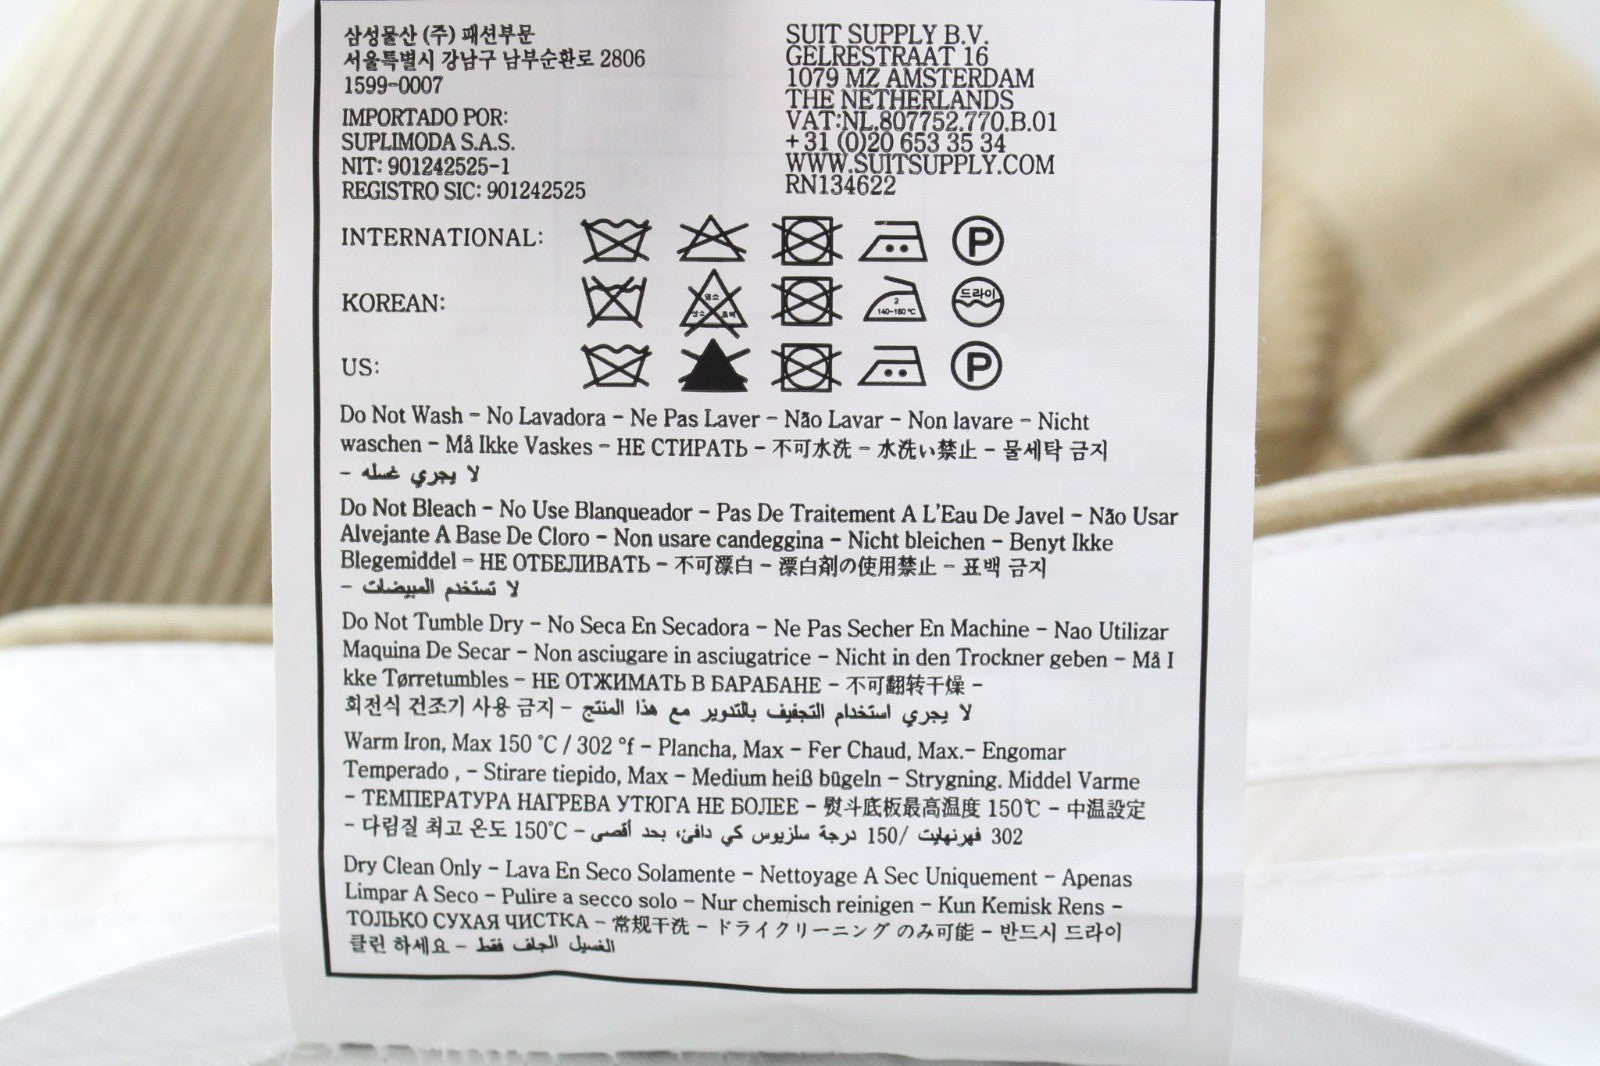 삼성물산 (주) 패션부문
서울특별시 강남구 남부순환로 2806
1599-0007
IMPORTADO POR:
SUPLIMODA S.A.S.
NIT: 901242525-1
REGISTRO SIC: 901242525
SUIT SUPPLY B.V.
GELRESTRAAT 16
1079 MZ AMSTERDAM
THE NETHERLANDS
VAT:NL.807752.770.B.01
+ 31 (0)20 653 35 34
WWW.SUITSUPPLY.COM
RN134622
INTERNATIONAL: P
KOREAN: 2 140~160 °C 드라이
US: P
Do Not Wash - No Lavadora - Ne Pas Laver - Não Lavar - Non lavare - Nicht
waschen - Må Ikke Vaskes - НЕ СТИРАТЬ - 不可水洗 - 水洗い禁止 - 물세탁 금지
- لا يجري غسله
Do Not Bleach - No Use Blanqueador - Pas De Traitement A L'Eau De Javel - Não Usar
Alvejante A Base De Cloro - Non usare candeggina - Nicht bleichen - Benyt Ikke
Blegemiddel - НЕ ОТБЕЛИВАТЬ - 不可漂白 - 漂白剤の使用禁止 - 표백 금지
- لا تستخدم المبيضات
Do Not Tumble Dry - No Seca En Secadora - Ne Pas Secher En Machine - Nao Utilizar
Maquina De Secar - Non asciugare in asciugatrice - Nicht in den Trockner geben - Må I
kke Tørretumbles - НЕ ОТЖИМАТЬ В БАРАБАНЕ - 不可翻转干燥 -
회전식 건조기 사용 금지 - لا يجري استخدام التجفيف بالتدوير مع هذا المنتج
Warm Iron, Max 150 °C / 302 °f - Plancha, Max - Fer Chaud, Max.- Engomar
Temperado , - Stirare tiepido, Max - Medium heiß bügeln - Strygning. Middel Varme
- ТЕМПЕРАТУРА НАГРЕВА УТЮГА НЕ БОЛЕЕ - 熨斗底板最高温度 150℃ - 中温設定
- 다림질 최고 온도 150°C - كي دافئ، بحد أقصى 150 درجة سلزيوس/ 302 فهرنهايت
Dry Clean Only - Lava En Seco Solamente - Nettoyage A Sec Uniquement - Apenas
Limpar A Seco - Pulire a secco solo - Nur chemisch reinigen - Kun Kemisk Rens -
ТОЛЬКО СУХАЯ ЧИСТКА - 常规干洗 - ドライクリーニング のみ可能 - 반드시 드라이
클린 하세요 - الغسيل الجاف فقط